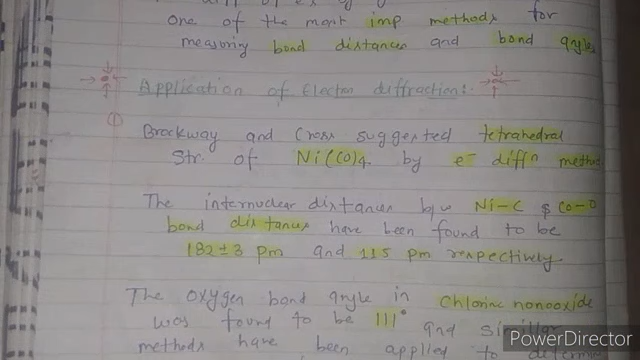 One of the most imp methods for
measuring bond distances and bond angles
Application of Electron diffraction:-
① Brockway and Cross suggested tetrahedral
Str. of Ni(CO)4 by e- diffn method
The internuclear distances b/w Ni-C & CO-O
bond distances have been found to be
182±3 pm and 115 pm respectively
The oxygen bond angle in Chlorine monooxide
was found to be 111° and similar
methods have been applied to
PowerDirector